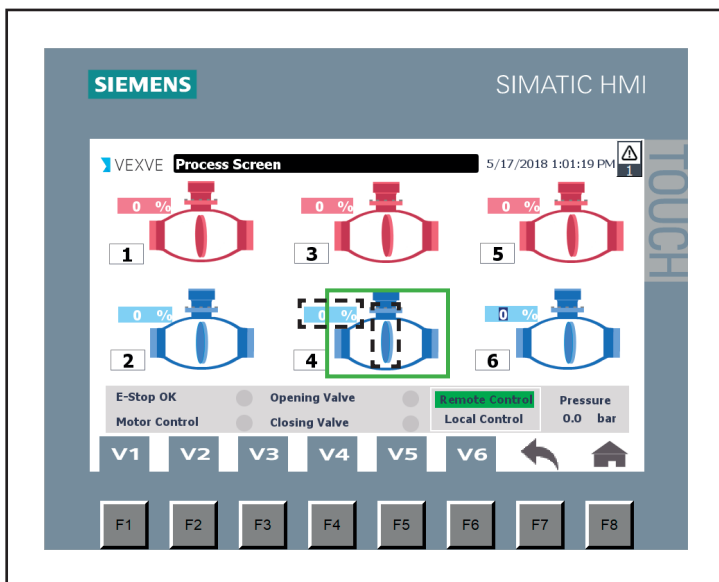 SIEMENS SIMATIC HMI
TOUCH
VEXVE Process Screen 5/17/2018 1:01:19 PM
1
0 % 0 % 0 %
1 3 5
0 % 0 % 0 %
2 4 6
E-Stop OK Opening Valve Remote Control Pressure
Motor Control Closing Valve Local Control 0.0 bar
V1 V2 V3 V4 V5 V6
F1 F2 F3 F4 F5 F6 F7 F8